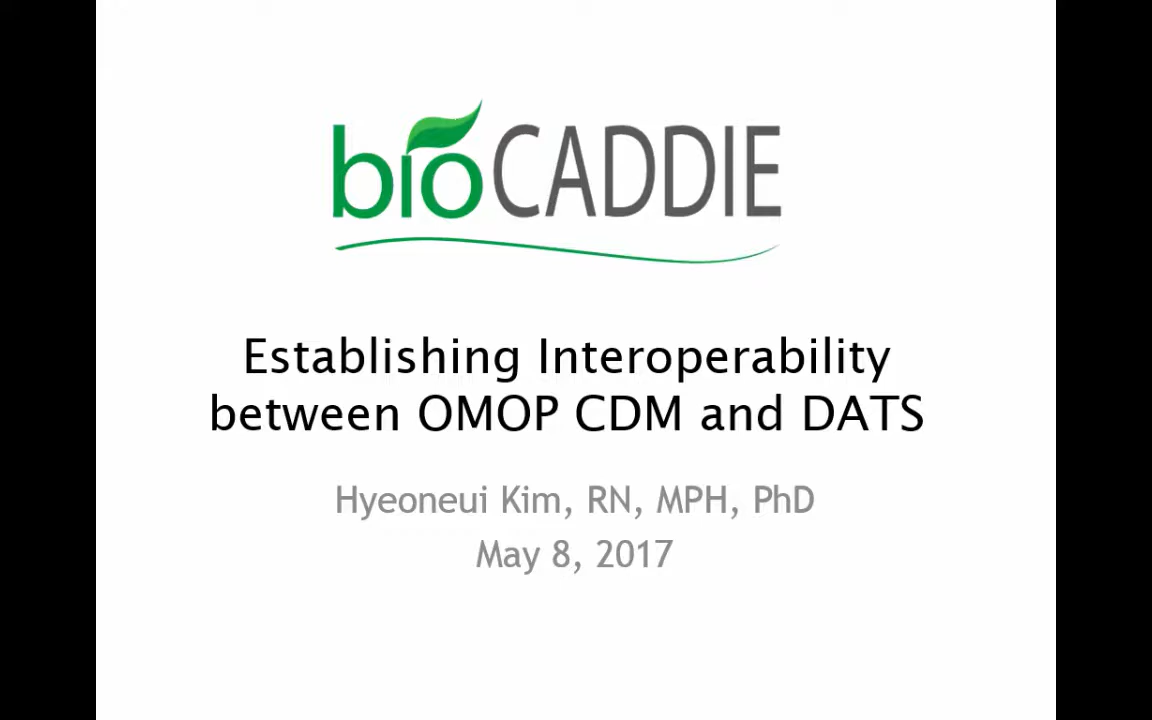 bioCADDIE
Establishing Interoperability
between OMOP CDM and DATS
Hyeoneui Kim, RN, MPH, PhD
May 8, 2017